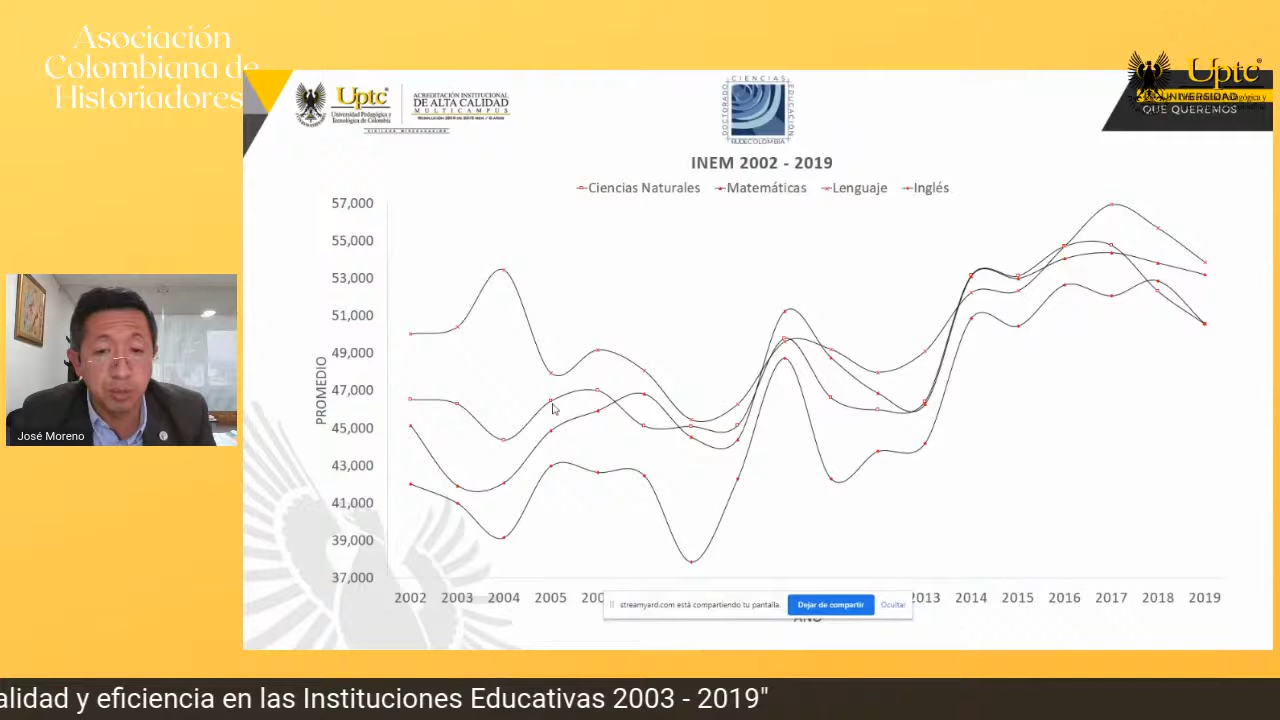 Asociación
Colombiana de
Historiadores
Uptc
Universidad Pedagógica y
Tecnológica de Colombia
ACREDITACIÓN INSTITUCIONAL
DE ALTA CALIDAD
MULTICAMPUS
DOCTORADO
CIENCIAS
EDUCACIÓN
RUDECOLOMBIA
Uptc
UNIVERSIDAD
QUE QUEREMOS
INEM 2002 - 2019
Ciencias Naturales Matemáticas Lenguaje Inglés
PROMEDIO
57,000
55,000
53,000
51,000
49,000
47,000
45,000
43,000
41,000
39,000
37,000
2002 2003 2004 2005 2013 2014 2015 2016 2017 2018 2019
streamyard.com está compartiendo tu pantalla. Dejar de compartir Ocultar
AÑO
José Moreno
alidad y eficiencia en las Instituciones Educativas 2003 - 2019"